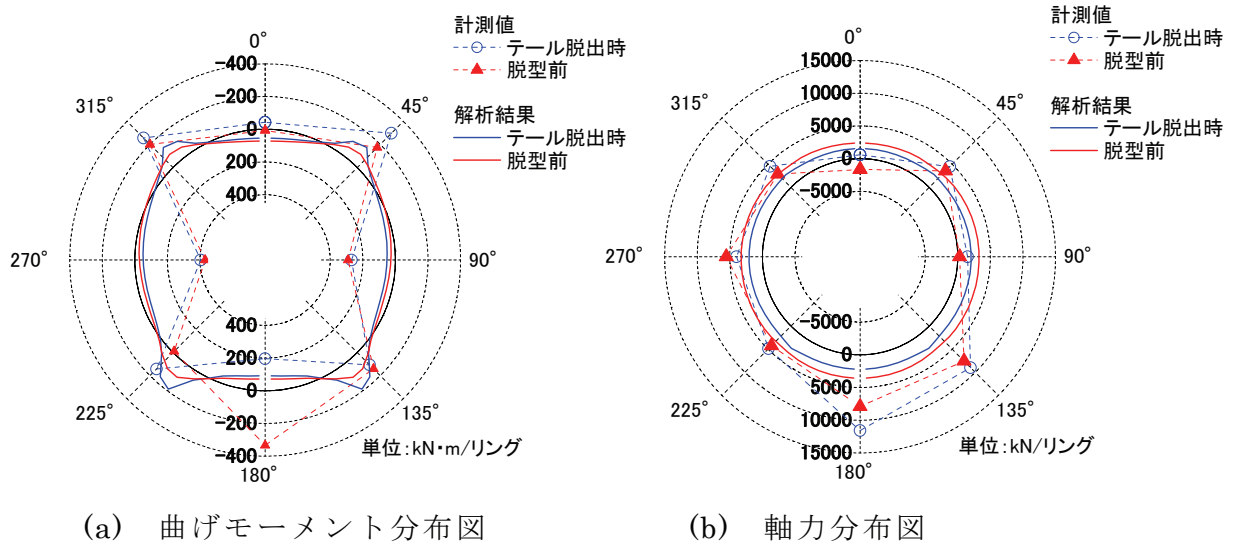 計測値
テール脱出時
脱型前
解析結果
テール脱出時
脱型前
0°
45°
90°
135°
180°
225°
270°
315°
-400
-200
0
200
400
400
200
0
-200
-400
単位:kN・m/リング
(a) 曲げモーメント分布図
計測値
テール脱出時
脱型前
解析結果
テール脱出時
脱型前
0°
45°
90°
135°
180°
225°
270°
315°
15000
10000
5000
0
-5000
-5000
0
5000
10000
15000
単位:kN/リング
(b) 軸力分布図